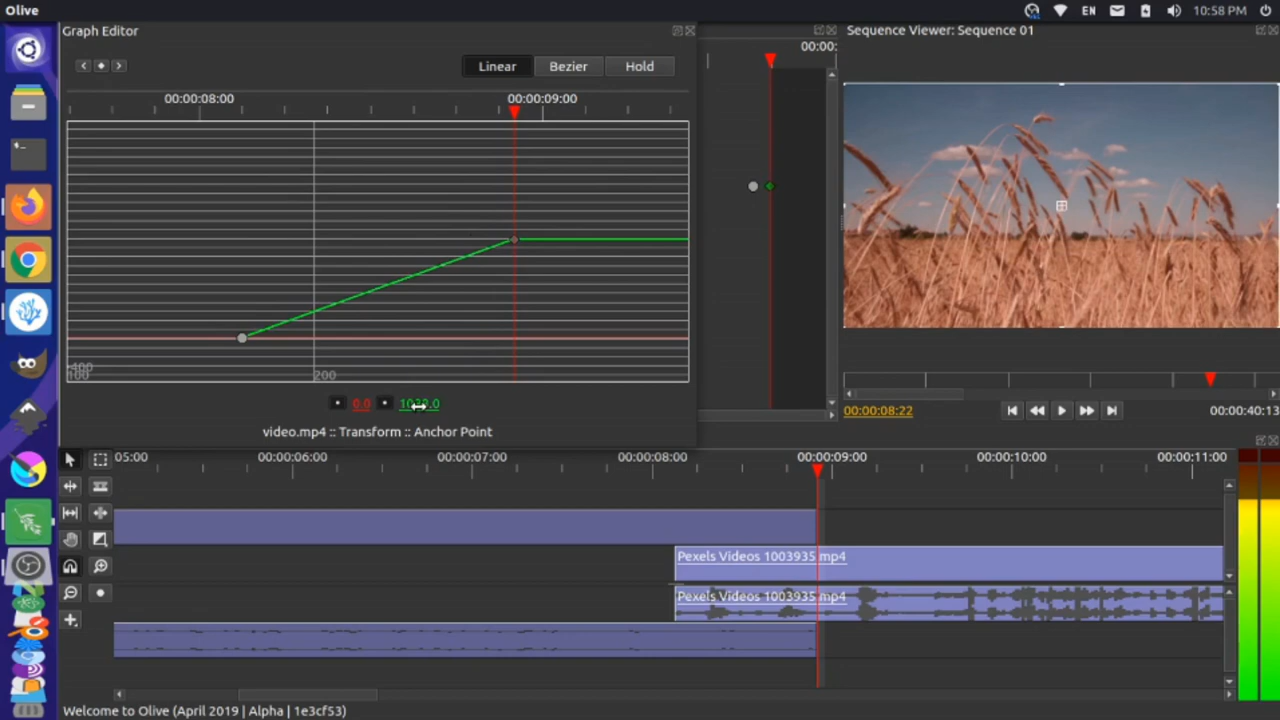 Olive
EN
10:58 PM
Graph Editor
Linear Bezier Hold
00:00:08:00 00:00:09:00
00:00:
Sequence Viewer: Sequence 01
-400
100 200
0.0
video.mp4 :: Transform :: Anchor Point
00:00:08:22
00:00:40:13
05:00 00:00:06:00 00:00:07:00 00:00:08:00 00:00:09:00 00:00:10:00 00:00:11:00
Pexels Videos 1003935.mp4
Pexels Videos 1003935.mp4
Welcome to Olive (April 2019 | Alpha | 1e3cf53)